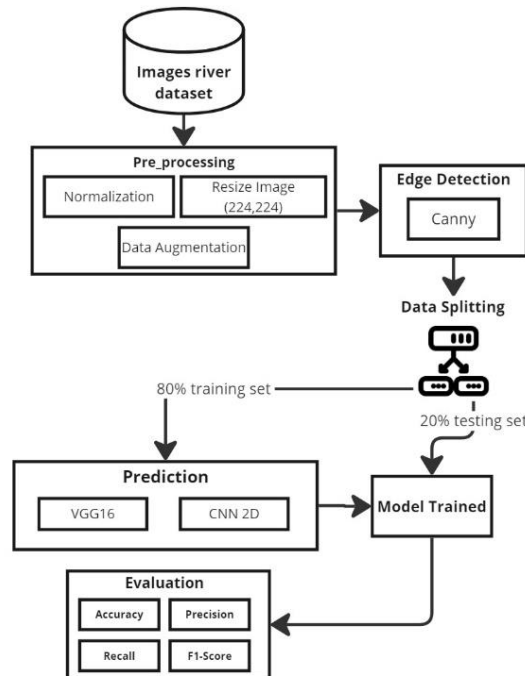 Images river
dataset
Pre_processing
Normalization
Resize Image
(224,224)
Data Augmentation
Edge Detection
Canny
Data Splitting
80% training set
20% testing set
Prediction
VGG16
CNN 2D
Model Trained
Evaluation
Accuracy
Precision
Recall
F1-Score